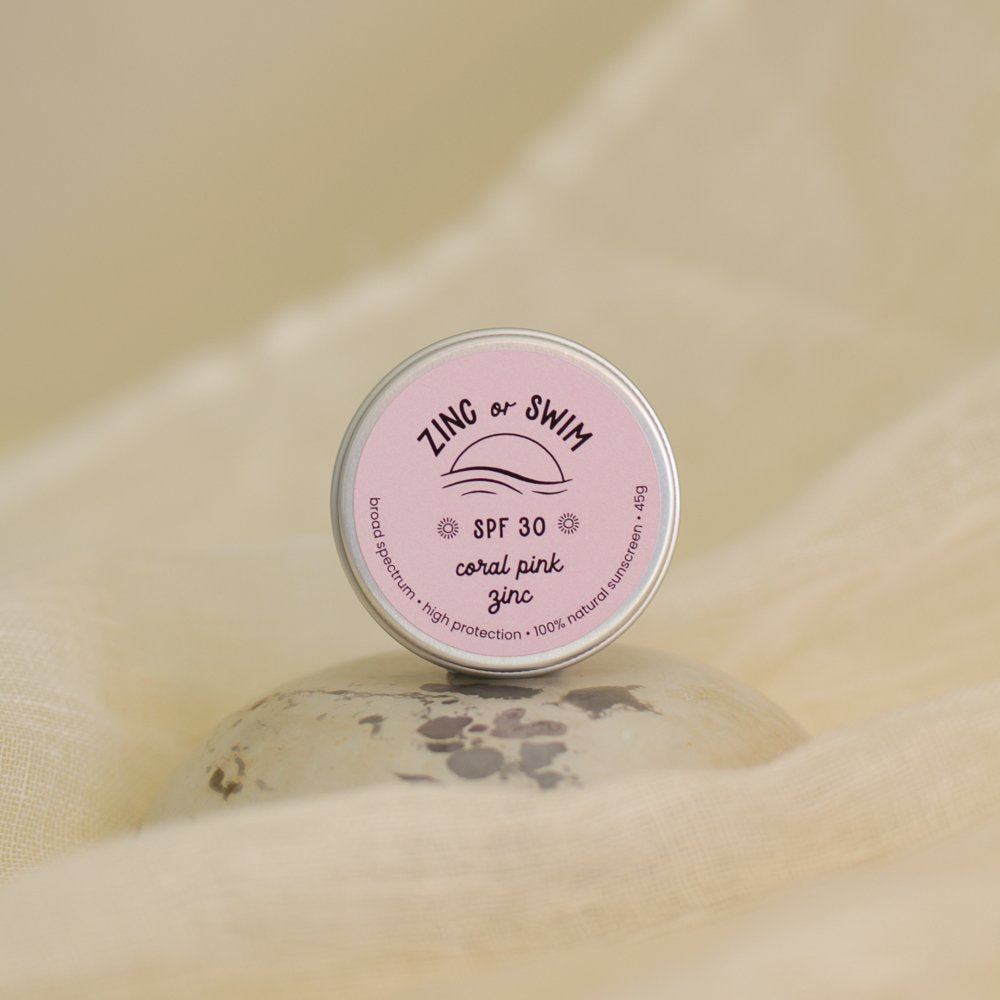 ZINC or SWIM
SPF 30
coral pink
zinc
broad spectrum • high protection • 100% natural sunscreen • 45g